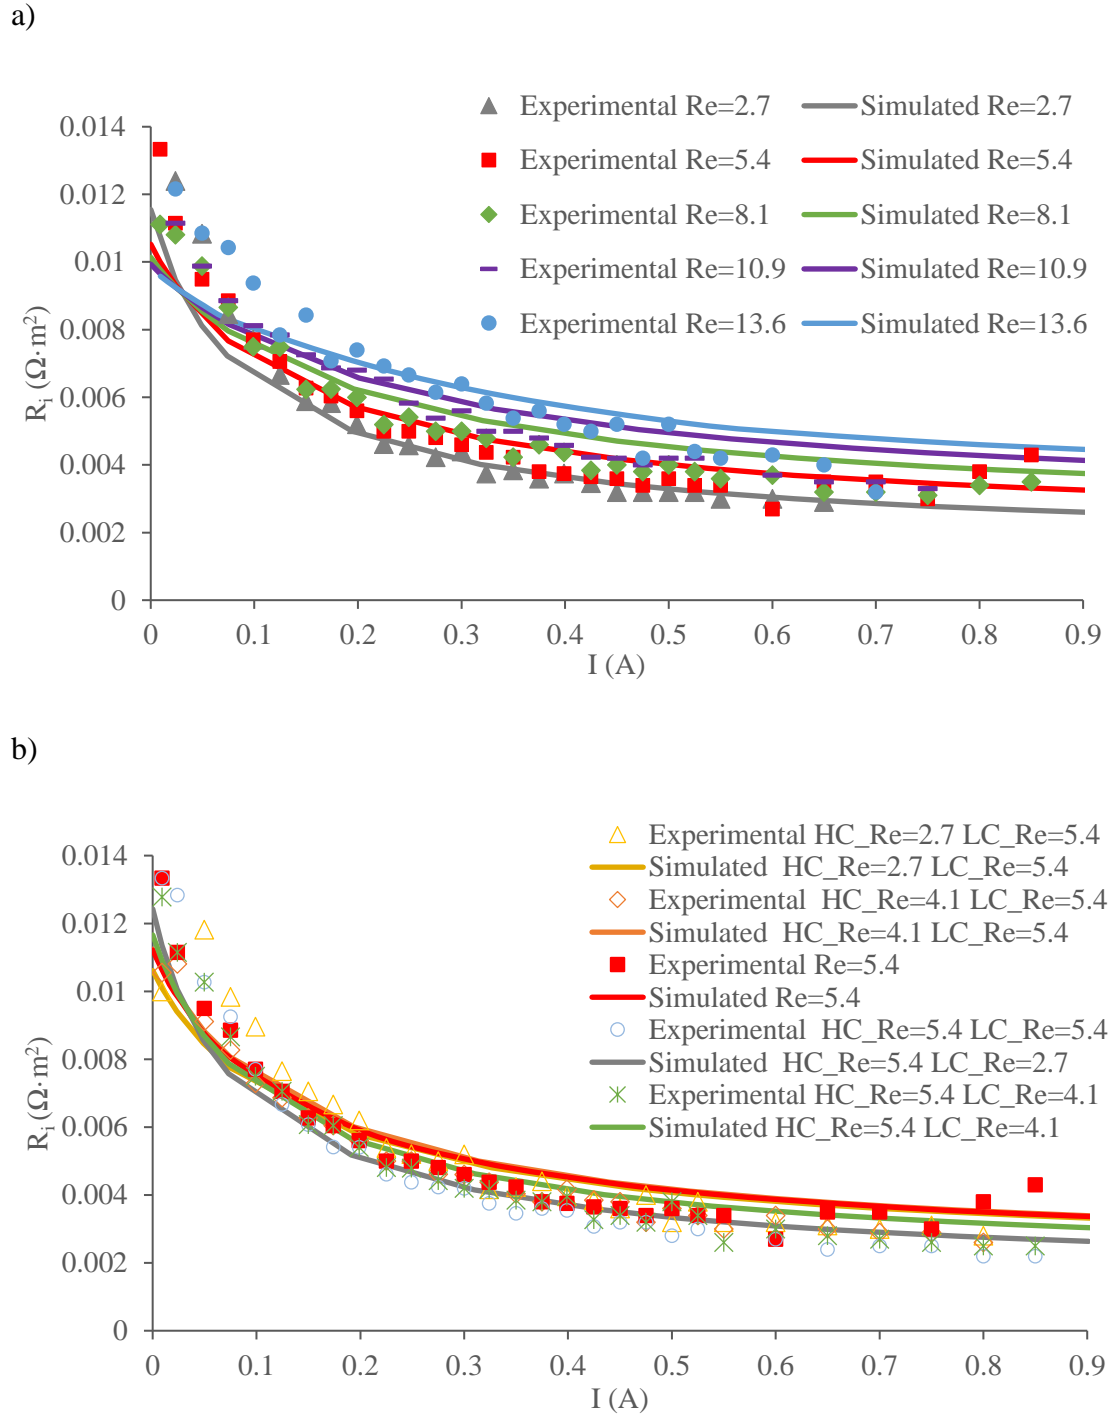 a)
Experimental Re=2.7 Simulated Re=2.7
Experimental Re=5.4 Simulated Re=5.4
Experimental Re=8.1 Simulated Re=8.1
Experimental Re=10.9 Simulated Re=10.9
Experimental Re=13.6 Simulated Re=13.6
0.014
0.012
0.01
0.008
0.006
0.004
0.002
0
Rᵢ (Ω·m²)
0 0.1 0.2 0.3 0.4 0.5 0.6 0.7 0.8 0.9
I (A)
b)
Experimental HC_Re=2.7 LC_Re=5.4
Simulated HC_Re=2.7 LC_Re=5.4
Experimental HC_Re=4.1 LC_Re=5.4
Simulated HC_Re=4.1 LC_Re=5.4
Experimental Re=5.4
Simulated Re=5.4
Experimental HC_Re=5.4 LC_Re=5.4
Simulated HC_Re=5.4 LC_Re=2.7
Experimental HC_Re=5.4 LC_Re=4.1
Simulated HC_Re=5.4 LC_Re=4.1
0.014
0.012
0.01
0.008
0.006
0.004
0.002
0
Rᵢ (Ω·m²)
0 0.1 0.2 0.3 0.4 0.5 0.6 0.7 0.8 0.9
I (A)